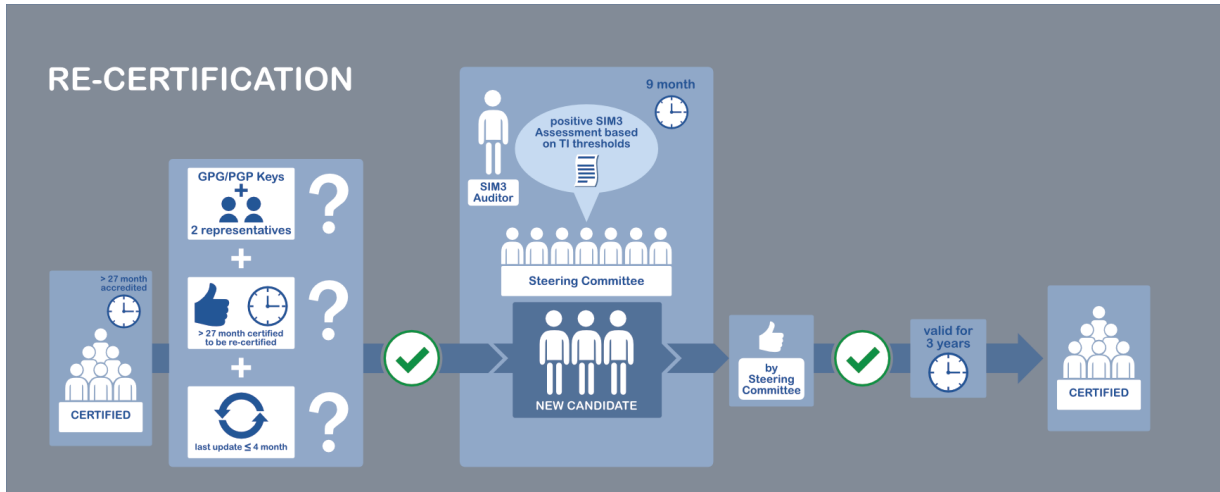 RE-CERTIFICATION
> 27 month
accredited
CERTIFIED
GPG/PGP Keys
+
2 representatives
?
+
> 27 month certified
to be re-certified
?
+
last update ≤ 4 month
?
9 month
positive SIM3
Assessment based
on TI thresholds
SIM3
Auditor
Steering Committee
NEW CANDIDATE
by
Steering
Committee
valid for
3 years
CERTIFIED